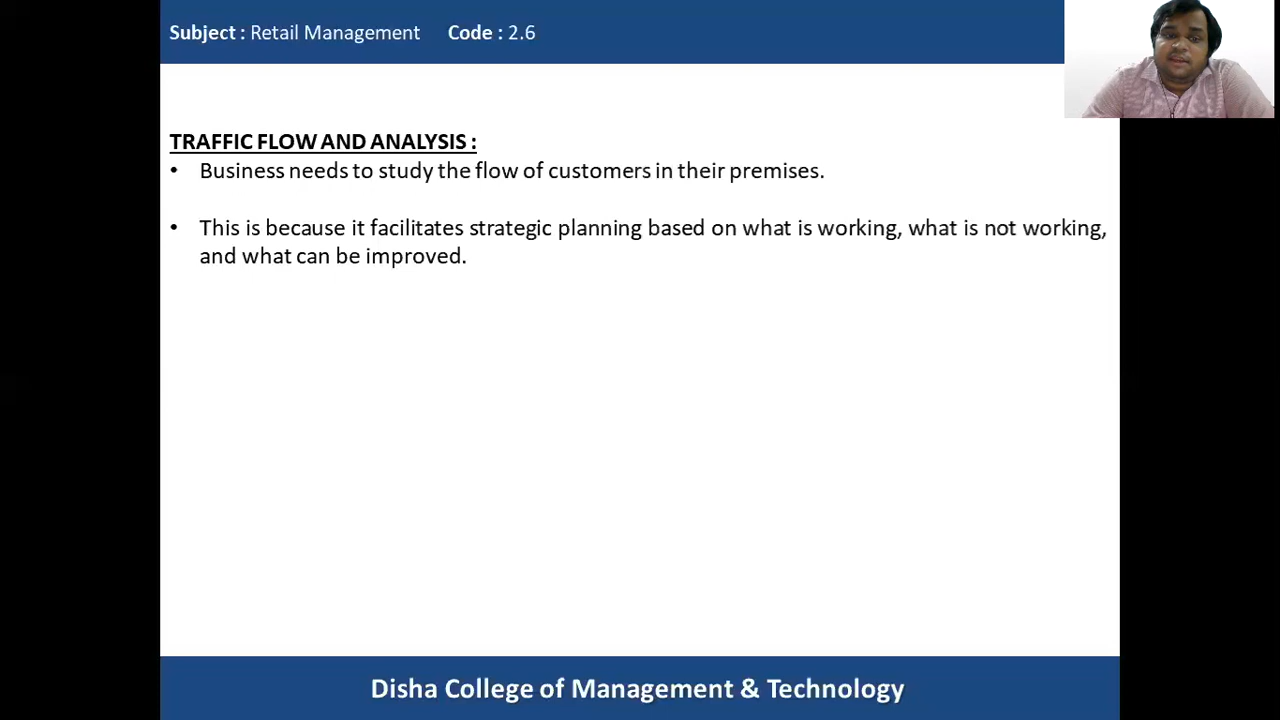 Subject : Retail Management Code : 2.6
TRAFFIC FLOW AND ANALYSIS :
• Business needs to study the flow of customers in their premises.
• This is because it facilitates strategic planning based on what is working, what is not working,
and what can be improved.
Disha College of Management & Technology